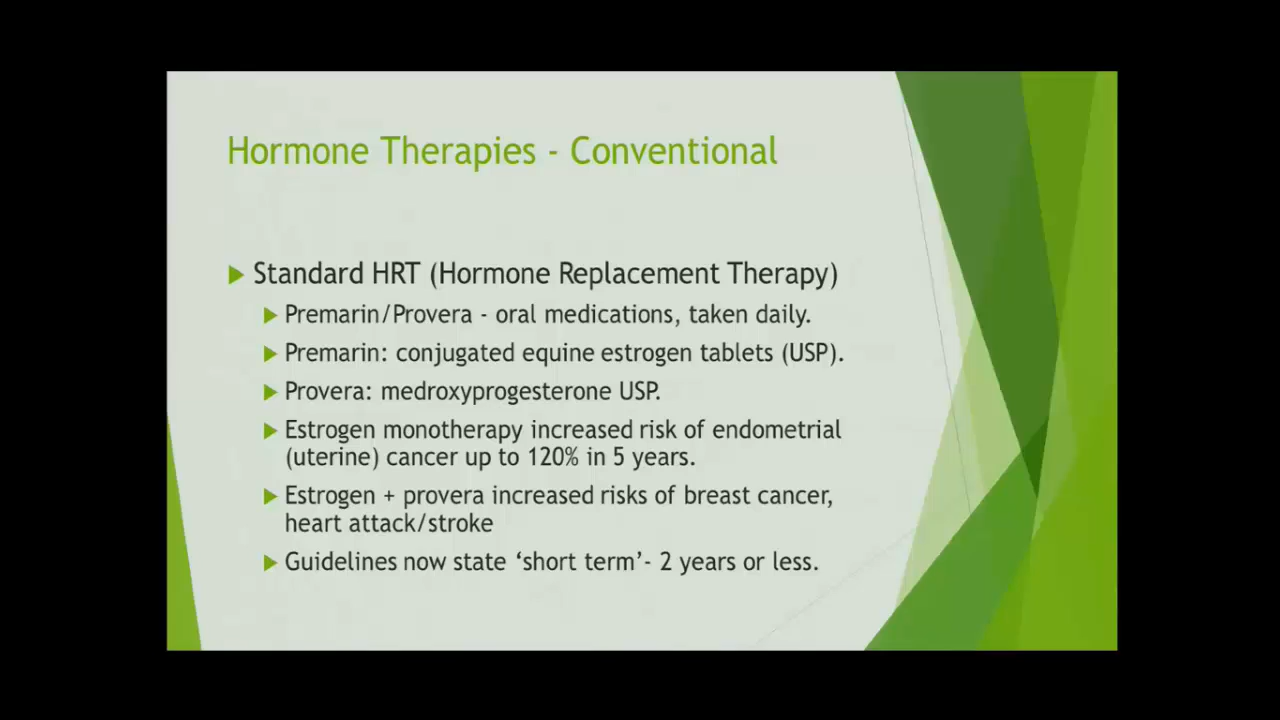 Hormone Therapies - Conventional
Standard HRT (Hormone Replacement Therapy)
Premarin/Provera - oral medications, taken daily.
Premarin: conjugated equine estrogen tablets (USP).
Provera: medroxyprogesterone USP.
Estrogen monotherapy increased risk of endometrial
(uterine) cancer up to 120% in 5 years.
Estrogen + provera increased risks of breast cancer,
heart attack/stroke
Guidelines now state ‘short term’- 2 years or less.